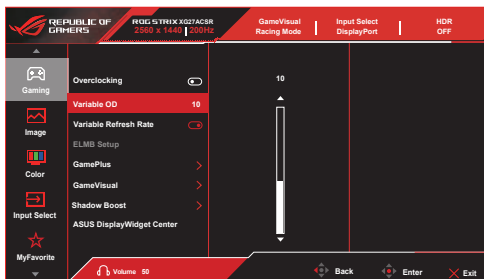 REPUBLIC OF
GAMERS
ROG STRIX XG27ACSR
2560 x 1440 200Hz
GameVisual
Racing Mode
Input Select
DisplayPort
HDR
OFF
Gaming
Image
Color
Input Select
MyFavorite
Overclocking
Variable OD 10
Variable Refresh Rate
ELMB Setup
GamePlus
GameVisual
Shadow Boost
ASUS DisplayWidget Center
10
Volume 50
Back
Enter
Exit